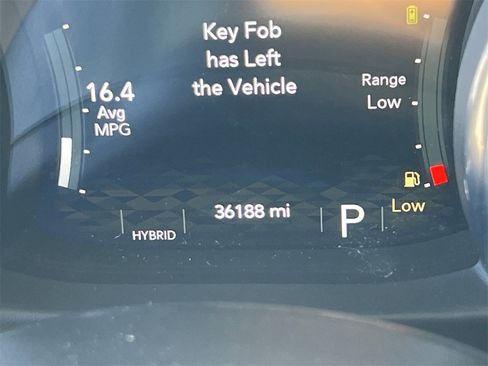 Key Fob
has Left
the Vehicle
16.4
Avg
MPG
Range
Low
36188 mi
HYBRID
P
Low